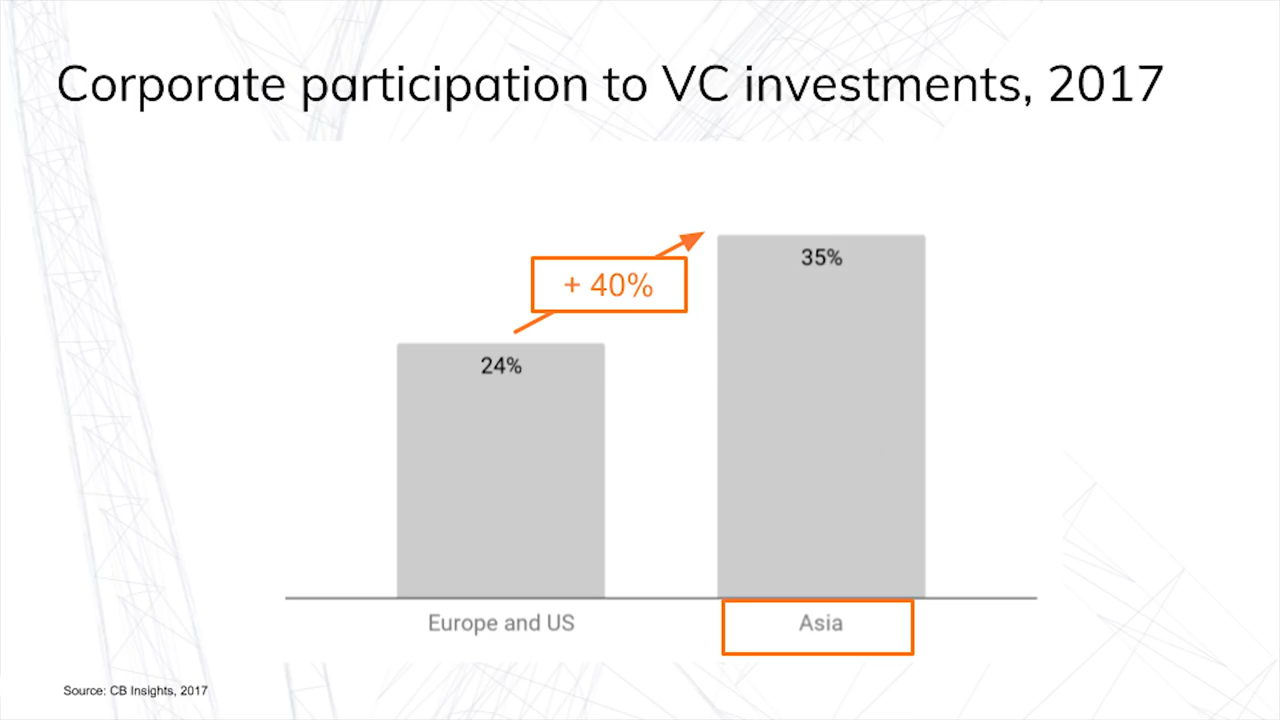 Corporate participation to VC investments, 2017
35%
+ 40%
24%
Europe and US
Asia
Source: CB Insights, 2017